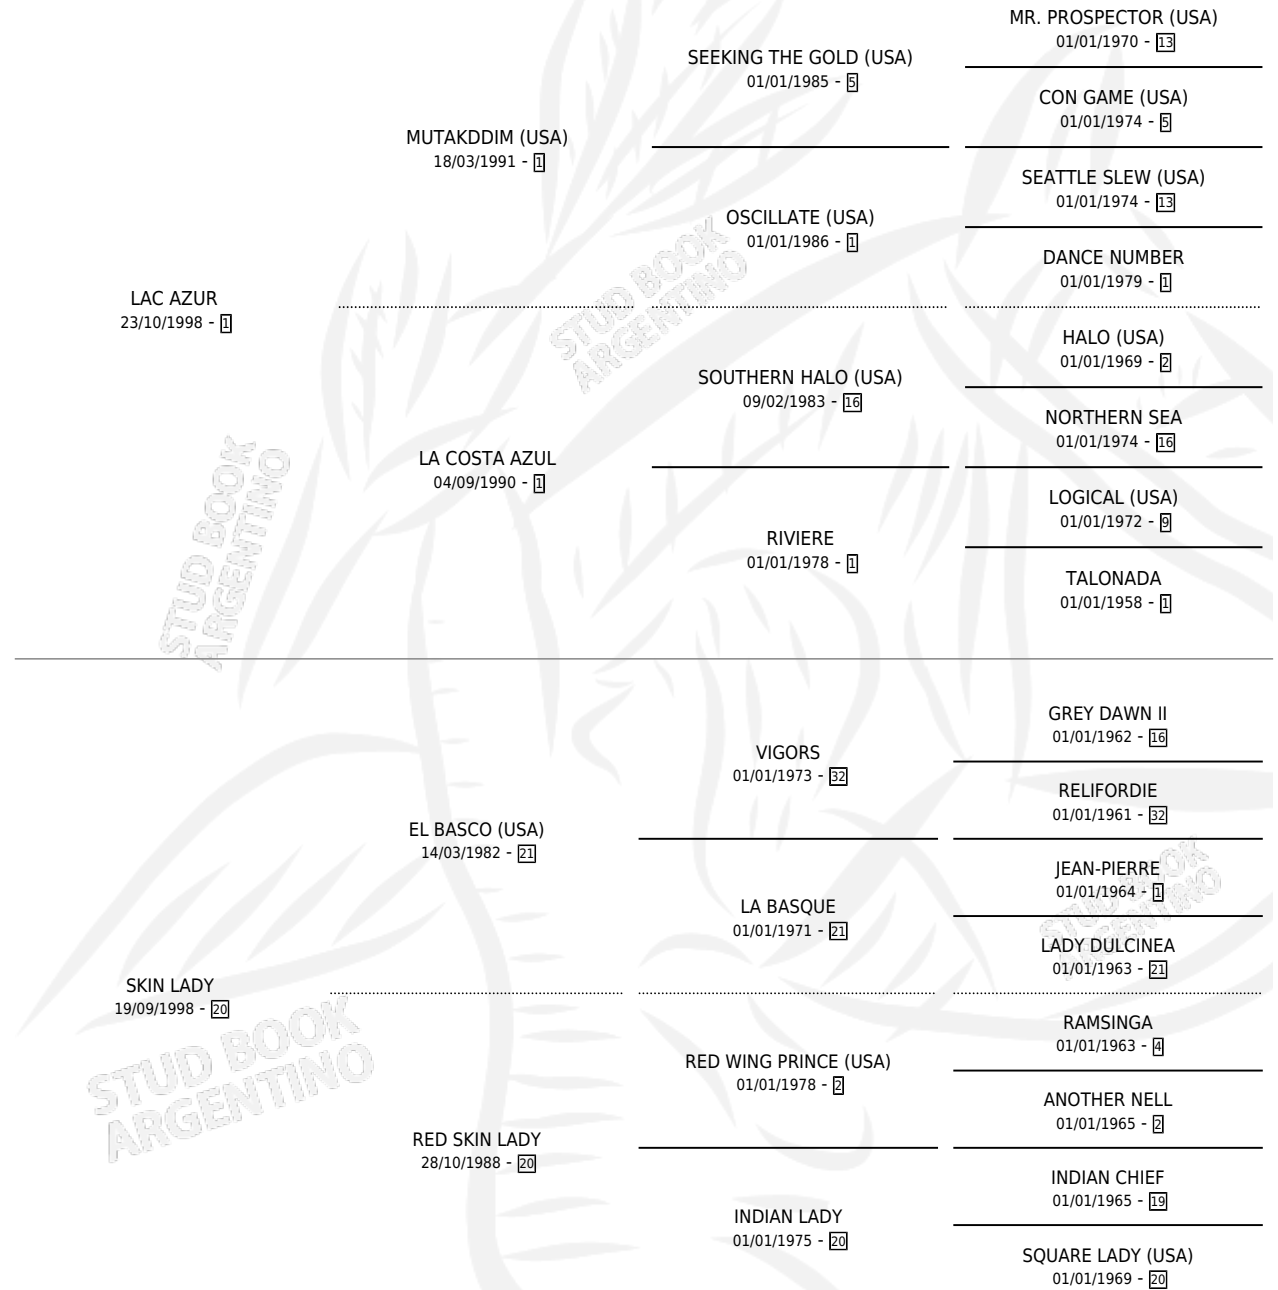 MR. PROSPECTOR (USA)
01/01/1970 - 13
SEEKING THE GOLD (USA)
01/01/1985 - 5
CON GAME (USA)
01/01/1974 - 5
MUTAKDDIM (USA)
18/03/1991 - 1
SEATTLE SLEW (USA)
01/01/1974 - 13
OSCILLATE (USA)
01/01/1986 - 1
DANCE NUMBER
01/01/1979 - 1
LAC AZUR
23/10/1998 - 1
HALO (USA)
01/01/1969 - 2
SOUTHERN HALO (USA)
09/02/1983 - 16
NORTHERN SEA
01/01/1974 - 16
LA COSTA AZUL
04/09/1990 - 1
LOGICAL (USA)
01/01/1972 - 9
RIVIERE
01/01/1978 - 1
TALONADA
01/01/1958 - 1
GREY DAWN II
01/01/1962 - 16
VIGORS
01/01/1973 - 32
RELIFORDIE
01/01/1961 - 32
EL BASCO (USA)
14/03/1982 - 21
JEAN-PIERRE
01/01/1964 - 1
LA BASQUE
01/01/1971 - 21
LADY DULCINEA
01/01/1963 - 21
SKIN LADY
19/09/1998 - 20
RAMSINGA
01/01/1963 - 4
RED WING PRINCE (USA)
01/01/1978 - 2
ANOTHER NELL
01/01/1965 - 2
RED SKIN LADY
28/10/1988 - 20
INDIAN CHIEF
01/01/1965 - 19
INDIAN LADY
01/01/1975 - 20
SQUARE LADY (USA)
01/01/1969 - 20
STUD BOOK
ARGENTINO
STUD BOOK
ARGENTINO
STUD BOOK
ARGENTINO
STUD BOOK
ARGENTINO